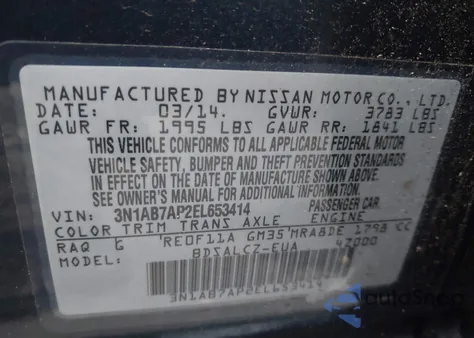 MANUFACTURED BY NISSAN MOTOR CO., LTD.
DATE: 03/14. GVWR: 3783 LBS
GAWR FR: 1995 LBS GAWR RR: 1841 LBS
THIS VEHICLE CONFORMS TO ALL APPLICABLE FEDERAL MOTOR
VEHICLE SAFETY, BUMPER AND THEFT PREVENTION STANDARDS
IN EFFECT ON THE DATE OF MANUFACTURE SHOWN ABOVE.
SEE OWNER'S MANUAL FOR ADDITIONAL INFORMATION.
VIN: 3N1AB7AP2EL653414 PASSENGER CAR
COLOR TRIM TRANS AXLE ENGINE
RAQ G RE0F11A GM35 MRA8DE 1798 CC
MODEL: BDSALCZ-EUA 47000
3N1AB7AP2EL653414
AutoSnap